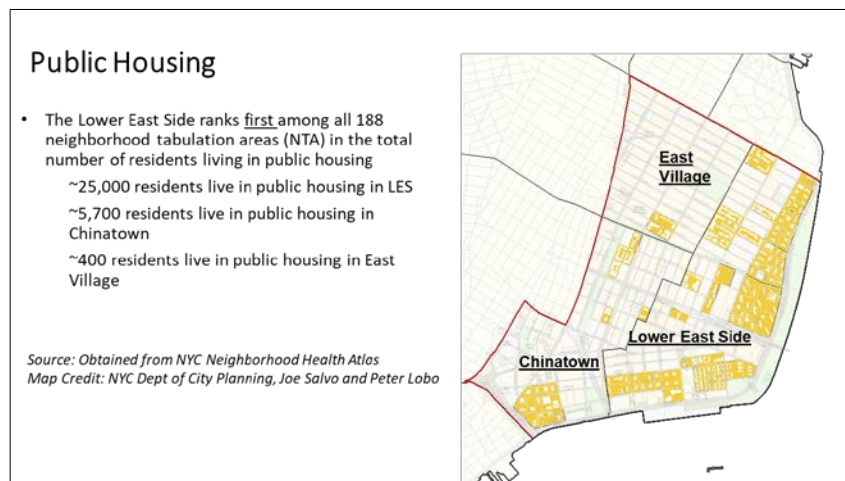 Public Housing
• The Lower East Side ranks first among all 188
neighborhood tabulation areas (NTA) in the total
number of residents living in public housing
~25,000 residents live in public housing in LES
~5,700 residents live in public housing in
Chinatown
~400 residents live in public housing in East
Village
Source: Obtained from NYC Neighborhood Health Atlas
Map Credit: NYC Dept of City Planning, Joe Salvo and Peter Lobo
East
Village
Lower East Side
Chinatown